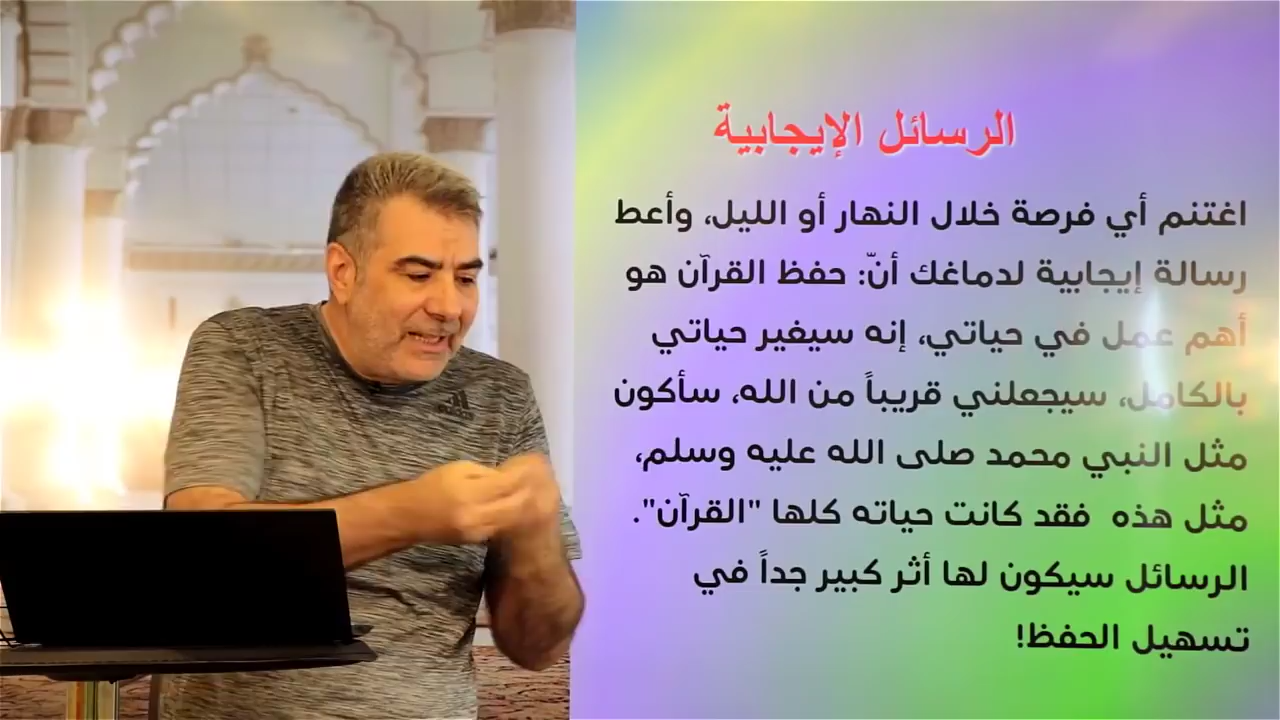 الرسائل الإيجابية
اغتنم أي فرصة خلال النهار أو الليل، وأعط
رسالة إيجابية لدماغك أنّ: حفظ القرآن هو
أهم عمل في حياتي، إنه سيغير حياتي
بالكامل، سيجعلني قريباً من الله، سأكون
مثل النبي محمد صلى الله عليه وسلم،
مثل هذه  فقد كانت حياته كلها "القرآن".
الرسائل سيكون لها أثر كبير جداً في
تسهيل الحفظ!